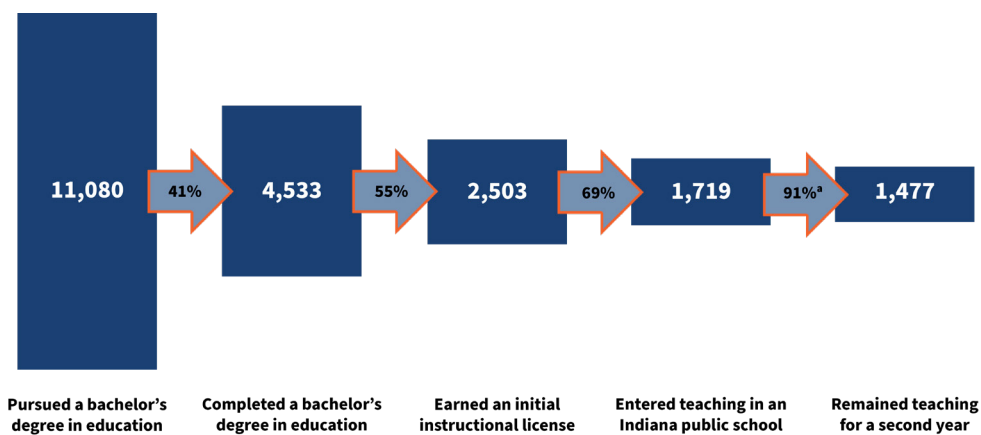 11,080
41%
4,533
55%
2,503
69%
1,719
91%ª
1,477
Pursued a bachelor’s
degree in education
Completed a bachelor’s
degree in education
Earned an initial
instructional license
Entered teaching in an
Indiana public school
Remained teaching
for a second year